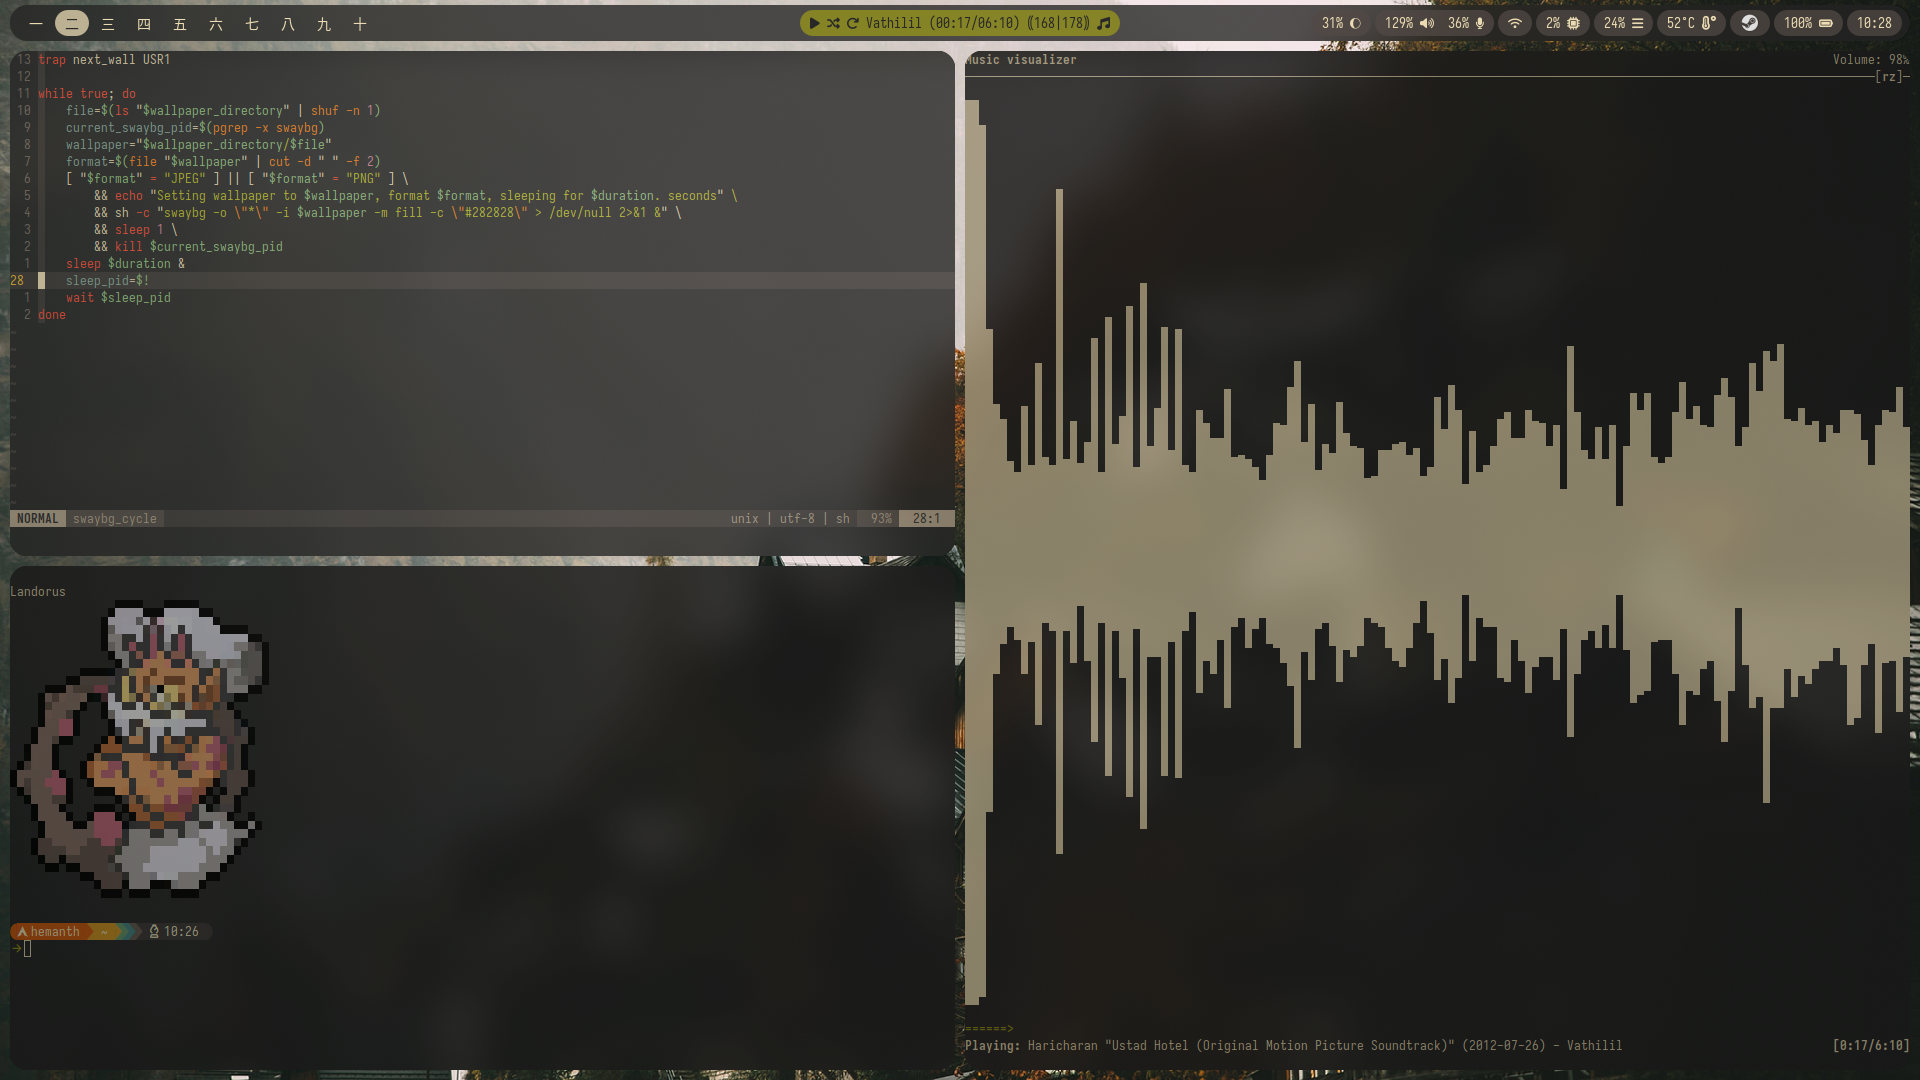 一 二 三 四 五 六 七 八 九 十
Vathilil (00:17/06:10) ⟪168|178⟫
31% 129% 36% 2% 24% 52°C 100% 10:28
13 trap next_wall USR1
12
11 while true; do
10     file=$(ls "$wallpaper_directory" | shuf -n 1)
9     current_swaybg_pid=$(pgrep -x swaybg)
8     wallpaper="$wallpaper_directory/$file"
7     format=$(file "$wallpaper" | cut -d " " -f 2)
6     [ "$format" = "JPEG" ] || [ "$format" = "PNG" ] \
5         && echo "Setting wallpaper to $wallpaper, format $format, sleeping for $duration. seconds" \
4         && sh -c "swaybg -o \"*\" -i $wallpaper -m fill -c \"#282828\" > /dev/null 2>&1 &" \
3         && sleep 1 \
2         && kill $current_swaybg_pid
1     sleep $duration &
28     sleep_pid=$!
1     wait $sleep_pid
2 done
~
~
~
~
~
~
~
~
~
~
~
NORMAL swaybg_cycle unix | utf-8 | sh 93% 28:1
Landorus
hemanth ~ 10:26
→
Music visualizer Volume: 98%
[rz]
======>
Playing: Haricharan "Ustad Hotel (Original Motion Picture Soundtrack)" (2012-07-26) - Vathilil [0:17/6:10]